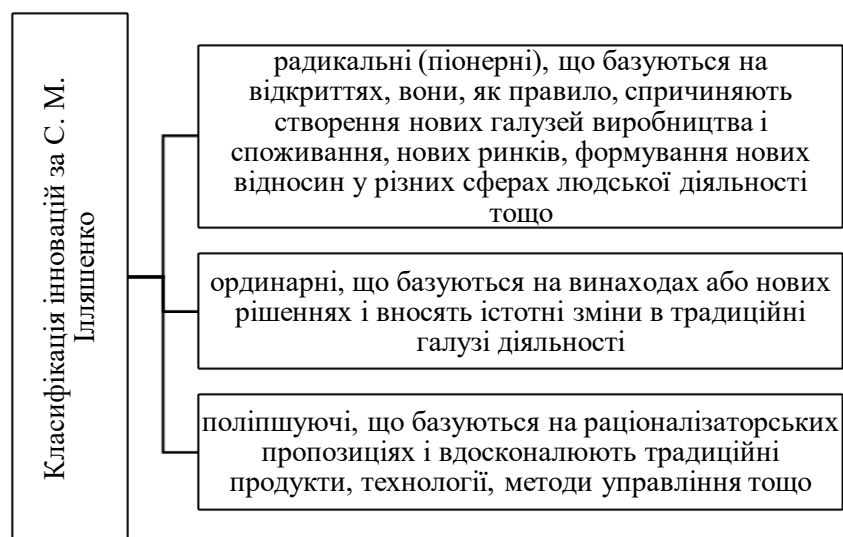 Класифікація інновацій за С. М.
Ілляшенко
радикальні (піонерні), що базуються на
відкриттях, вони, як правило, спричиняють
створення нових галузей виробництва і
споживання, нових ринків, формування нових
відносин у різних сферах людської діяльності
тощо
ординарні, що базуються на винаходах або нових
рішеннях і вносять істотні зміни в традиційні
галузі діяльності
поліпшуючі, що базуються на раціоналізаторських
пропозиціях і вдосконалюють традиційні
продукти, технології, методи управління тощо